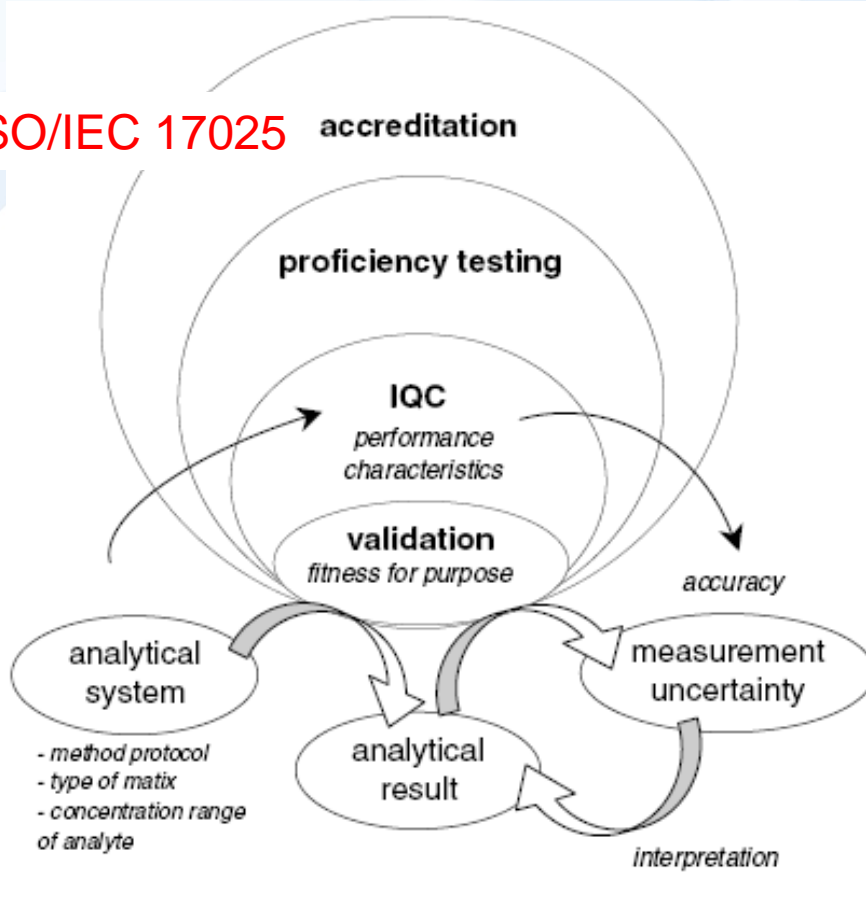 SO/IEC 17025
accreditation
proficiency testing
IQC
performance
characteristics
validation
fitness for purpose
accuracy
analytical
system
measurement
uncertainty
- method protocol
- type of matix
- concentration range
of analyte
analytical
result
interpretation